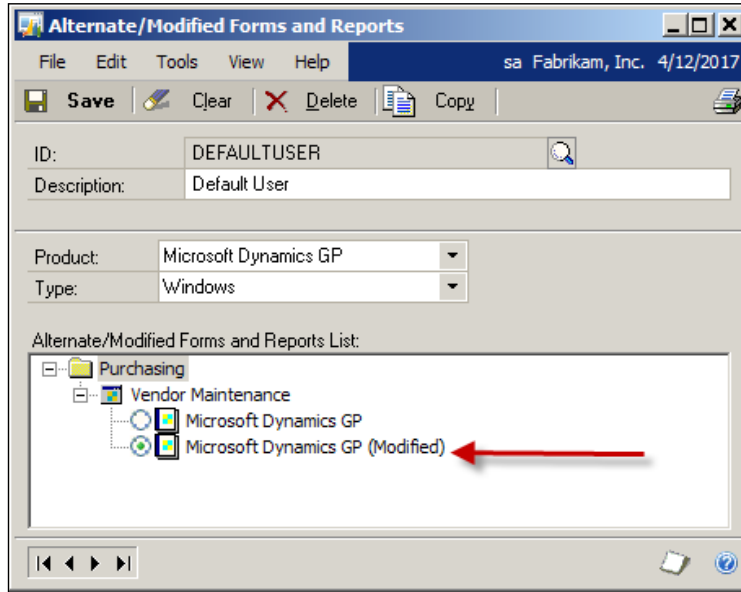 Alternate/Modified Forms and Reports
File Edit Tools View Help sa Fabrikam, Inc. 4/12/2017
Save Clear Delete Copy
ID: DEFAULTUSER
Description: Default User
Product: Microsoft Dynamics GP
Type: Windows
Alternate/Modified Forms and Reports List:
Purchasing
Vendor Maintenance
Microsoft Dynamics GP
Microsoft Dynamics GP (Modified)